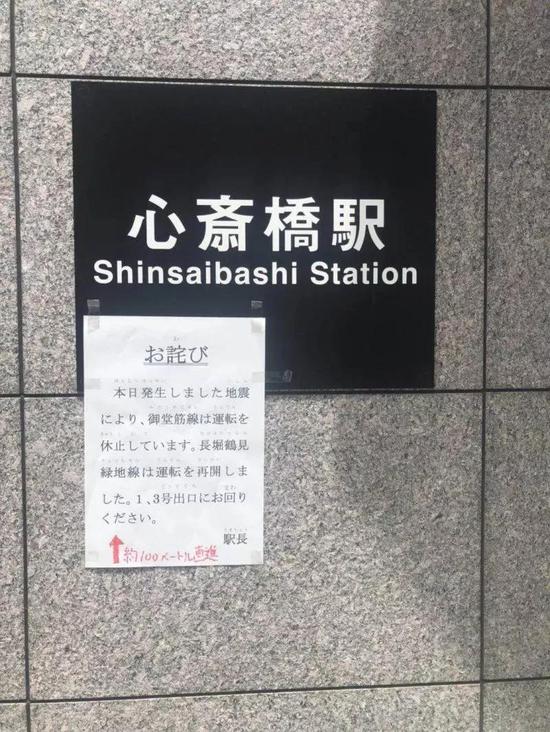 心斎橋駅
Shinsaibashi Station
お詫び
本日発生しました地震
により、御堂筋線は運転を
休止しています。長堀鶴見
緑地線は運転を再開しま
した。1、3号出口にお回り
ください。
駅長
約100メートル直進